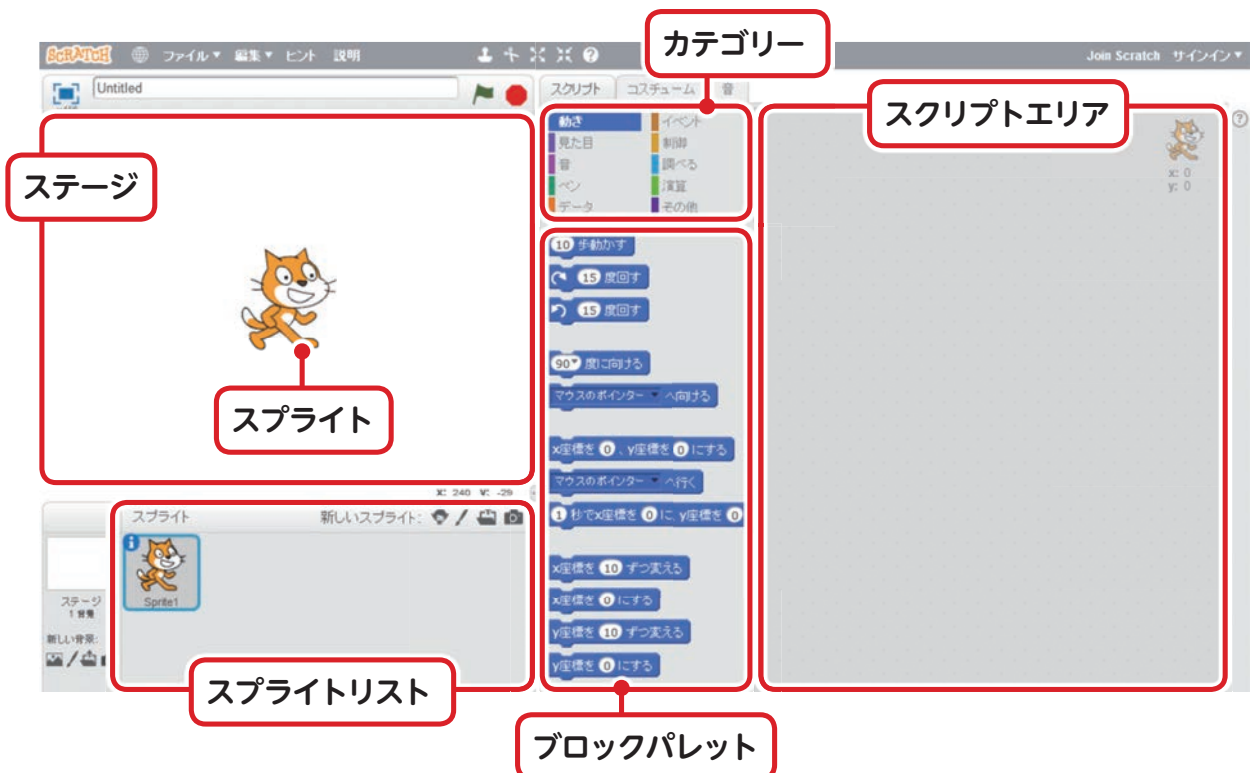 カテゴリー
SCRATCH ファイル▼ 編集▼ ヒント 説明
Join Scratch サインイン▼
Untitled
スクリプト コスチューム 音
スクリプトエリア
動き イベント
見た目 制御
音 調べる
ペン 演算
データ その他
x: 0
y: 0
ステージ
スプライト
10 歩動かす
15 度回す
15 度回す
90▼ 度に向ける
マウスのポインター▼ へ向ける
x座標を 0 、y座標を 0 にする
マウスのポインター▼ へ行く
1 秒でx座標を 0 に、y座標を 0
x座標を 10 ずつ変える
x座標を 0 にする
y座標を 10 ずつ変える
y座標を 0 にする
X: 240 Y: -29
スプライト 新しいスプライト:
Sprite1
ステージ
1 背景
新しい背景:
スプライトリスト
ブロックパレット